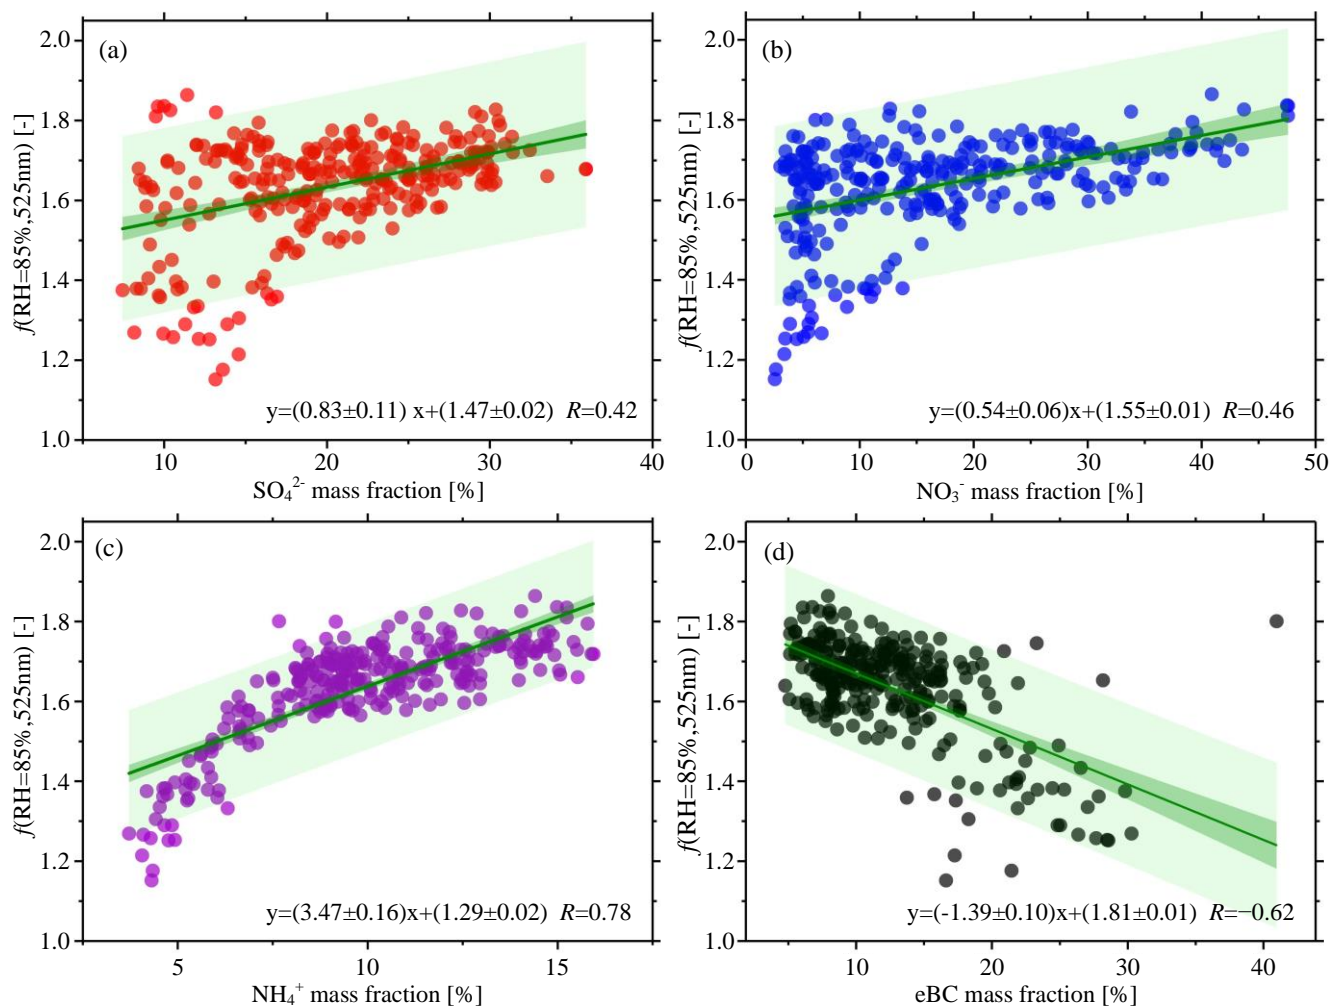 (a)
2.0
1.8
1.6
1.4
1.2
1.0
f(RH=85%,525nm) [-]
y=(0.83±0.11) x+(1.47±0.02) R=0.42
10 20 30 40
SO₄²⁻ mass fraction [%]
(b)
2.0
1.8
1.6
1.4
1.2
1.0
f(RH=85%,525nm) [-]
y=(0.54±0.06)x+(1.55±0.01) R=0.46
0 10 20 30 40 50
NO₃⁻ mass fraction [%]
(c)
2.0
1.8
1.6
1.4
1.2
1.0
f(RH=85%,525nm) [-]
y=(3.47±0.16)x+(1.29±0.02) R=0.78
5 10 15
NH₄⁺ mass fraction [%]
(d)
2.0
1.8
1.6
1.4
1.2
1.0
f(RH=85%,525nm) [-]
y=(-1.39±0.10)x+(1.81±0.01) R=−0.62
10 20 30 40
eBC mass fraction [%]